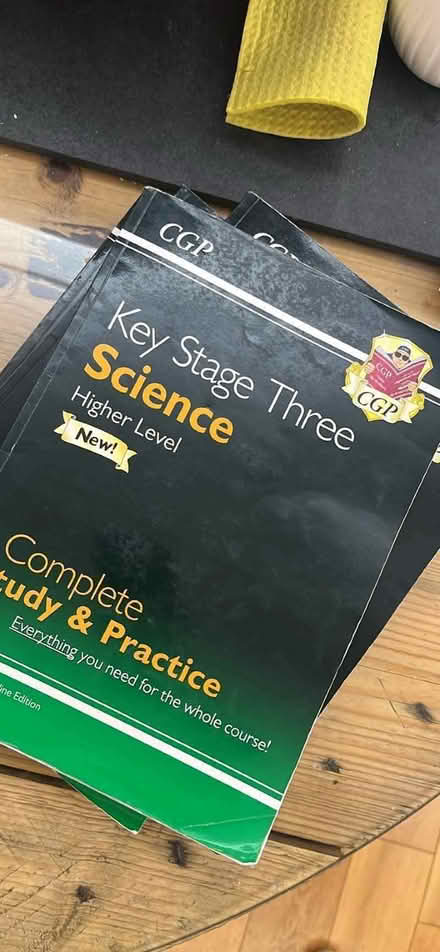 CGP
Key Stage Three
Science
Higher Level
New!
CGP
CGP
Complete
tudy & Practice
Everything you need for the whole course!
ine Edition